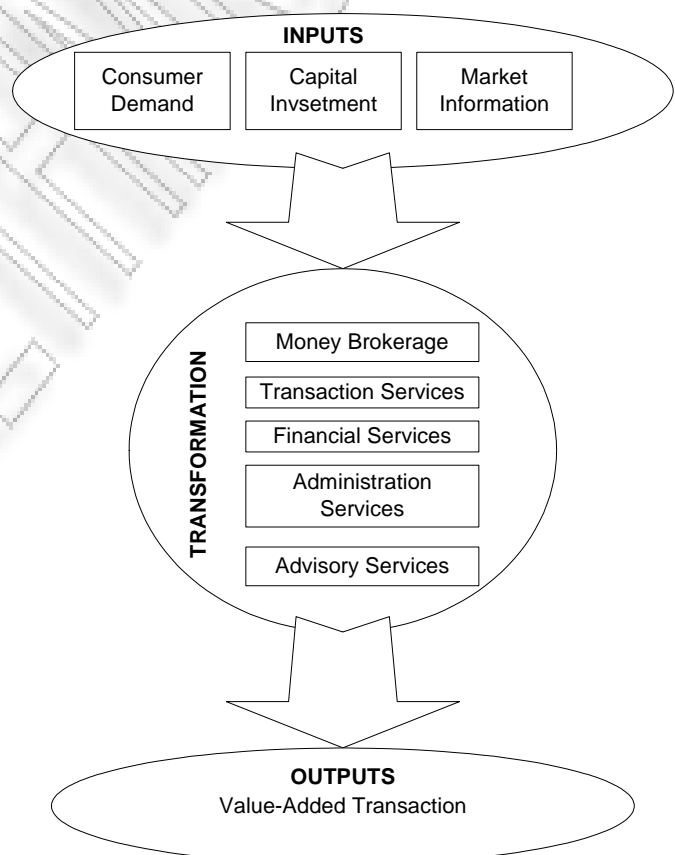 INPUTS
Consumer
Demand
Capital
Invsetment
Market
Information
TRANSFORMATION
Money Brokerage
Transaction Services
Financial Services
Administration
Services
Advisory Services
OUTPUTS
Value-Added Transaction